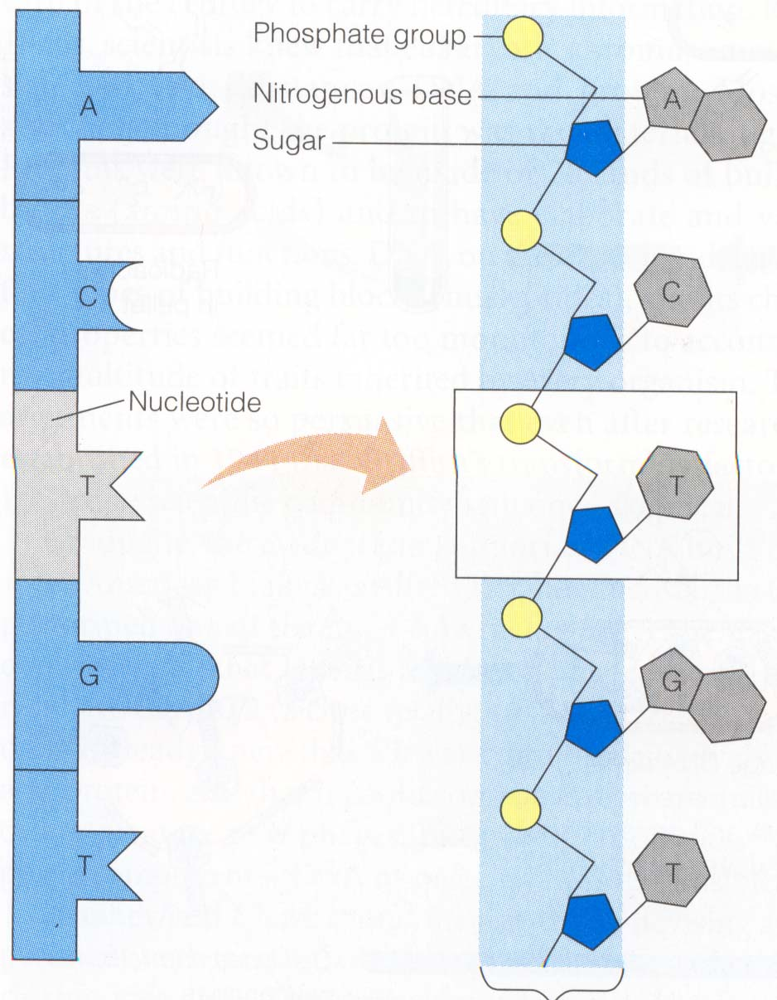 Phosphate group
A
Nitrogenous base
A
Sugar
C
C
Nucleotide
T
T
G
G
T
T